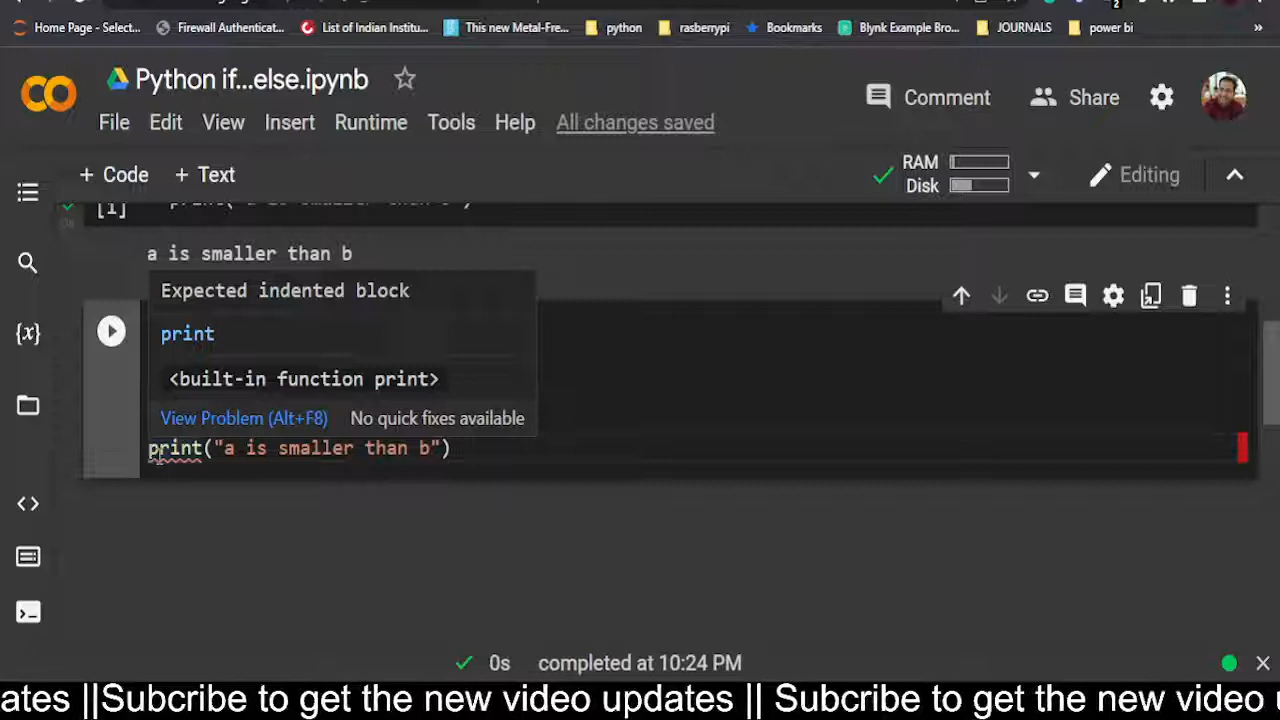 Home Page - Select...
Firewall Authenticat...
List of Indian Institu...
This new Metal-Fre...
python
rasberrypi
Bookmarks
Blynk Example Bro...
JOURNALS
power bi
»
Python if...else.ipynb
Comment
Share
File
Edit
View
Insert
Runtime
Tools
Help
All changes saved
+ Code
+ Text
RAM
Disk
Editing
[1]
print("a is smaller than b")
a is smaller than b
Expected indented block
print
<built-in function print>
View Problem (Alt+F8)
No quick fixes available
print("a is smaller than b")
{x}
0s
completed at 10:24 PM
ates ||Subcribe to get the new video updates || Subcribe to get the new video